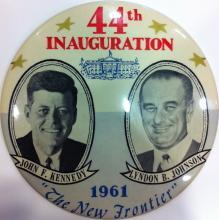 44th
INAUGURATION
JOHN F. KENNEDY
LYNDON B. JOHNSON
1961
"The New Frontier"